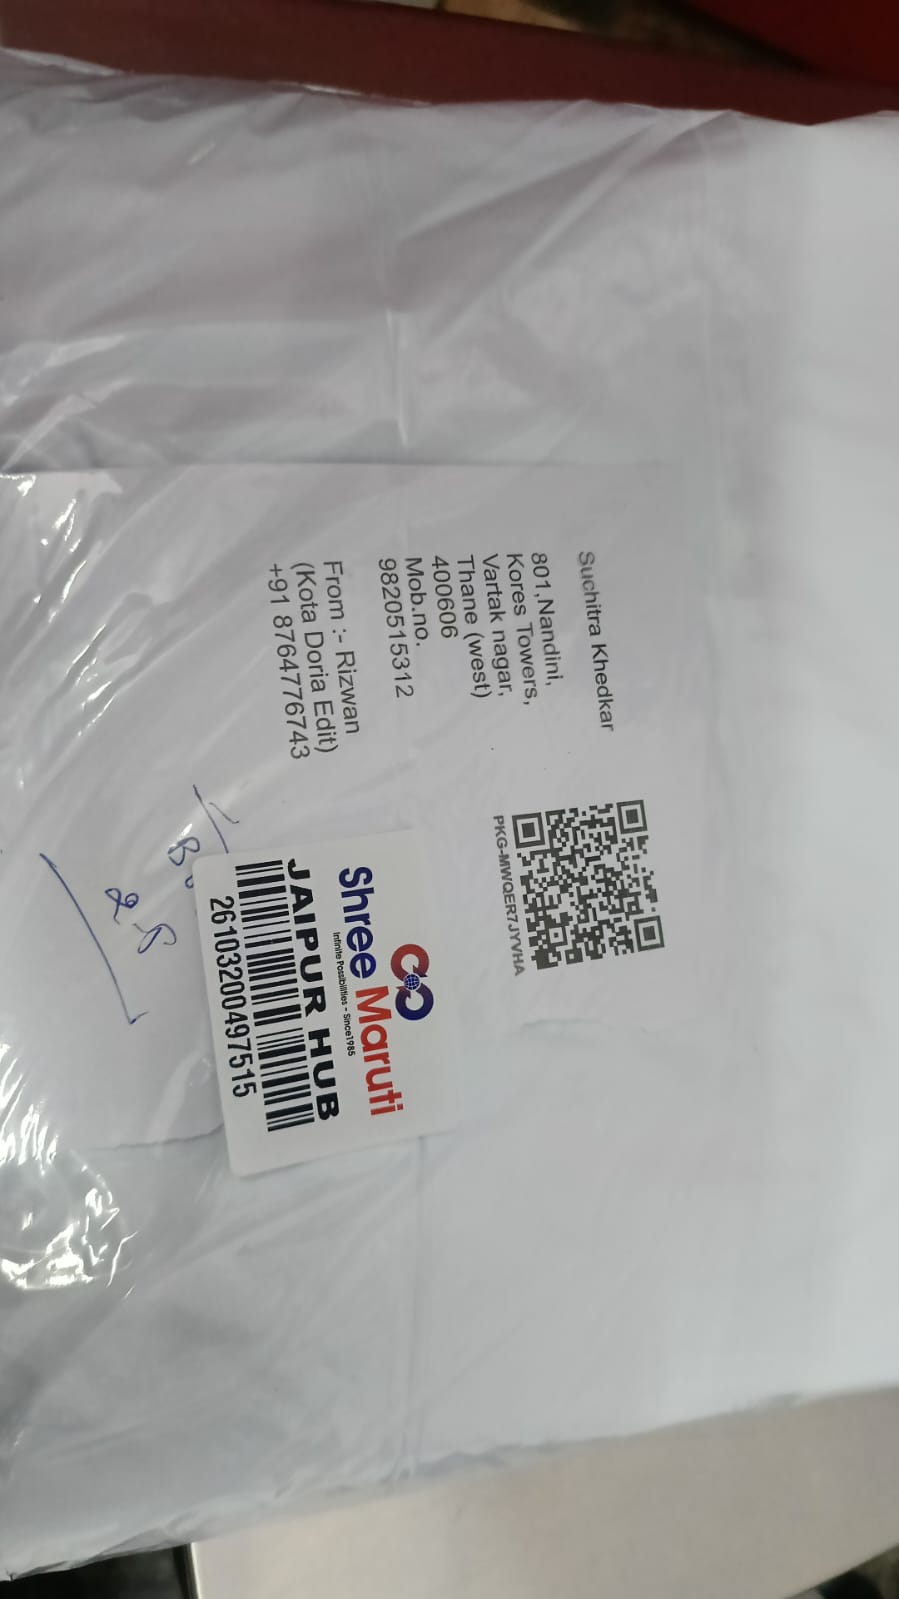 Suchitra Khedkar
801,Nandini,
Kores Towers,
Vartak nagar,
Thane (west)
400606
Mob.no.
9820515312
From :- Rizwan
(Kota Doria Edit)
+91 8764776743
PKG-MWQER7JYVHA
Shree Maruti
Infinite Possibilities - Since1985
JAIPUR HUB
26103200497515